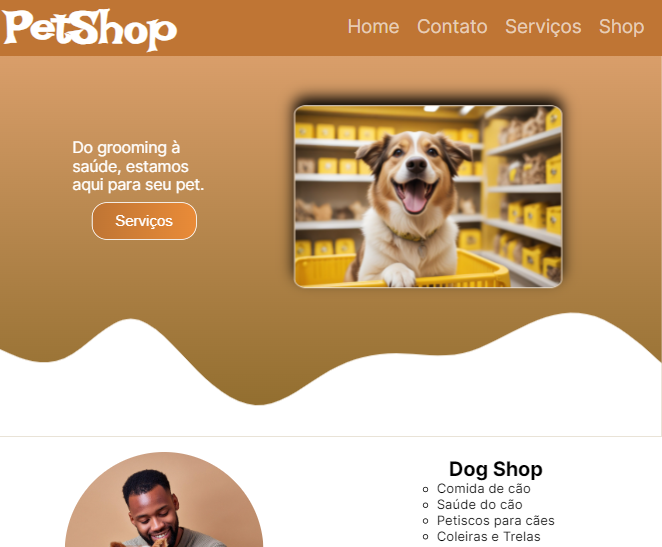 PetShop
Home Contato Serviços Shop
Do grooming à
saúde, estamos
aqui para seu pet.
Serviços
Dog Shop
Comida de cão
Saúde do cão
Petiscos para cães
Coleiras e Trelas